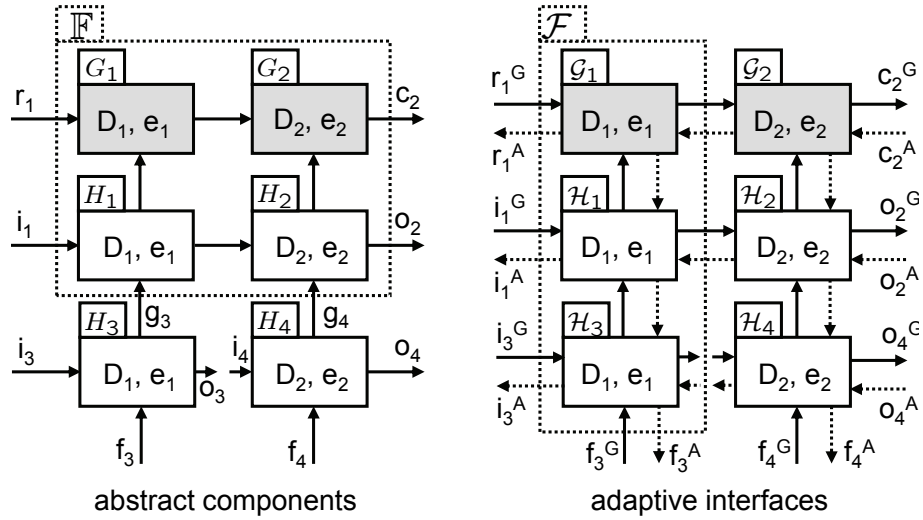 𝔽
G₁ G₂
r₁ D₁, e₁ D₂, e₂ c₂
H₁ H₂
i₁ D₁, e₁ D₂, e₂ o₂
H₃ g₃ H₄ g₄
i₃ D₁, e₁ o₃ i₄ D₂, e₂ o₄
f₃ f₄
abstract components
ℱ
𝒢₁ 𝒢₂
r₁ᴳ D₁, e₁ D₂, e₂ c₂ᴳ
r₁ᴬ c₂ᴬ
ℋ₁ ℋ₂
i₁ᴳ D₁, e₁ D₂, e₂ o₂ᴳ
i₁ᴬ o₂ᴬ
ℋ₃ ℋ₄
i₃ᴳ D₁, e₁ D₂, e₂ o₄ᴳ
i₃ᴬ o₄ᴬ
f₃ᴳ f₃ᴬ f₄ᴳ f₄ᴬ
adaptive interfaces